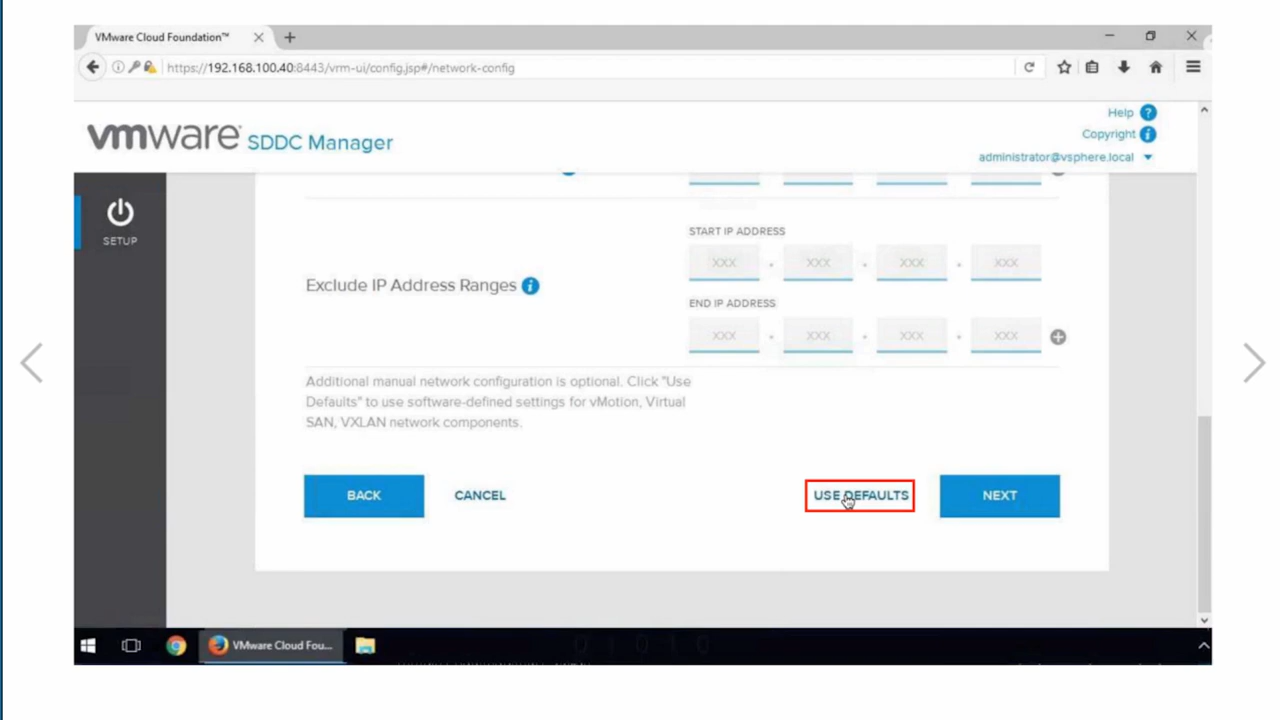 VMware Cloud Foundation™
https://192.168.100.40:8443/vrm-ui/config.jsp#/network-config
Help ?
Copyright i
vmware SDDC Manager
administrator@vsphere.local
SETUP
START IP ADDRESS
XXX . XXX . XXX . XXX
Exclude IP Address Ranges i
END IP ADDRESS
XXX . XXX . XXX . XXX
Additional manual network configuration is optional. Click "Use
Defaults" to use software-defined settings for vMotion, Virtual
SAN, VXLAN network components.
BACK CANCEL USE DEFAULTS NEXT
VMware Cloud Fou...